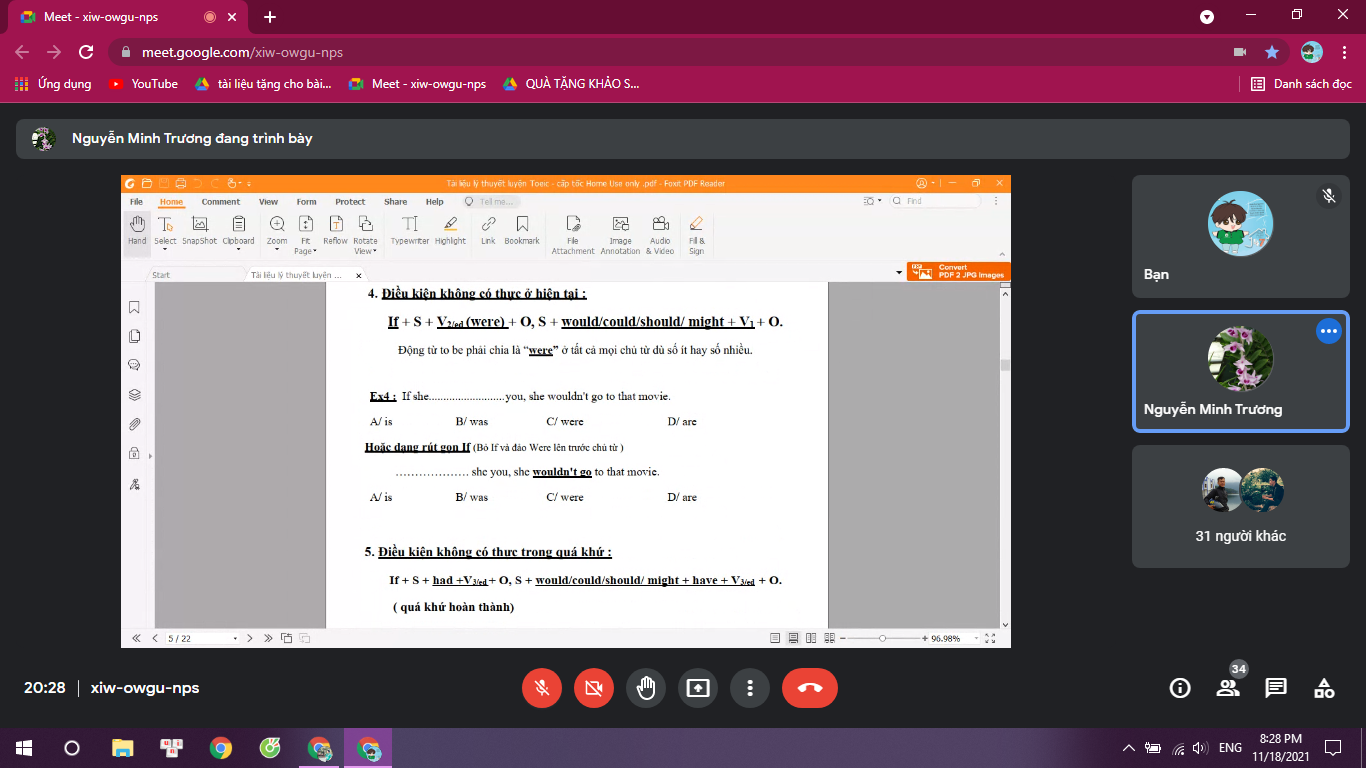 Meet - xiw-owgu-nps
meet.google.com/xiw-owgu-nps
Ứng dụng YouTube tài liệu tặng cho bài... Meet - xiw-owgu-nps QUÀ TẶNG KHẢO S... Danh sách đọc
Nguyễn Minh Trương đang trình bày
Tài liệu lý thuyết luyện Toeic - cấp tốc Home Use only .pdf - Foxit PDF Reader
File Home Comment View Form Protect Share Help Tell me... Find
Hand Select SnapShot Clipboard Zoom Fit Page Reflow Rotate View Typewriter Highlight Link Bookmark File Attachment Image Annotation Audio & Video Fill & Sign
Start Tài liệu lý thuyết luyện ... Convert PDF 2 JPG Images
4. Điều kiện không có thực ở hiện tại :
If + S + V2/ed (were) + O, S + would/could/should/ might + V1 + O.
Động từ to be phải chia là “were” ở tất cả mọi chủ từ dù số ít hay số nhiều.
Ex4 : If she..........................you, she wouldn't go to that movie.
A/ is B/ was C/ were D/ are
Hoặc dạng rút gọn If (Bỏ If và đảo Were lên trước chủ từ )
………………. she you, she wouldn't go to that movie.
A/ is B/ was C/ were D/ are
5. Điều kiện không có thực trong quá khứ :
If + S + had +V3/ed + O, S + would/could/should/ might + have + V3/ed + O.
( quá khứ hoàn thành)
5 / 22 96.98%
Bạn
Nguyễn Minh Trương
31 người khác
20:28 xiw-owgu-nps 34
8:28 PM
ENG
11/18/2021